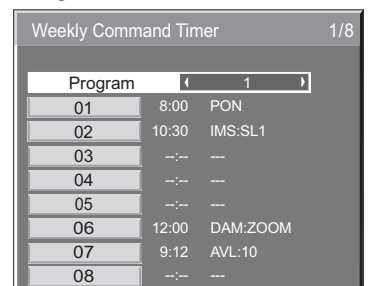 Weekly Command Timer 1/8
Program 1
01 8:00 PON
02 10:30 IMS:SL1
03 --:-- ---
04 --:-- ---
05 --:-- ---
06 12:00 DAM:ZOOM
07 9:12 AVL:10
08 --:-- ---